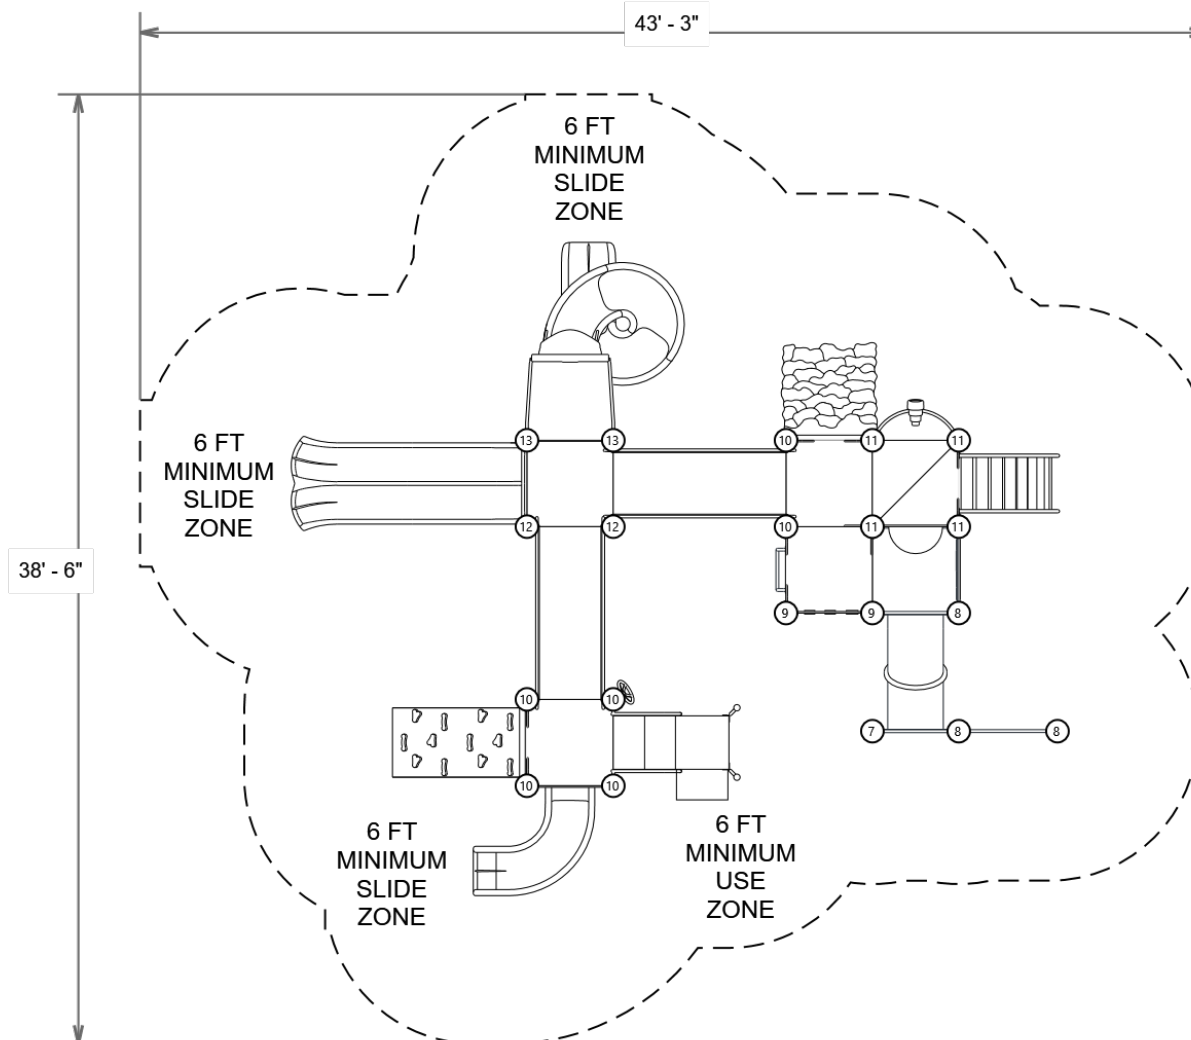 43' - 3"
6 FT
MINIMUM
SLIDE
ZONE
6 FT
MINIMUM
SLIDE
ZONE
13 13 10 11 11
12 12 10 11 11
38' - 6"
9 9 8
10 10
7 8 8
10 10
6 FT
MINIMUM
SLIDE
ZONE
6 FT
MINIMUM
USE
ZONE